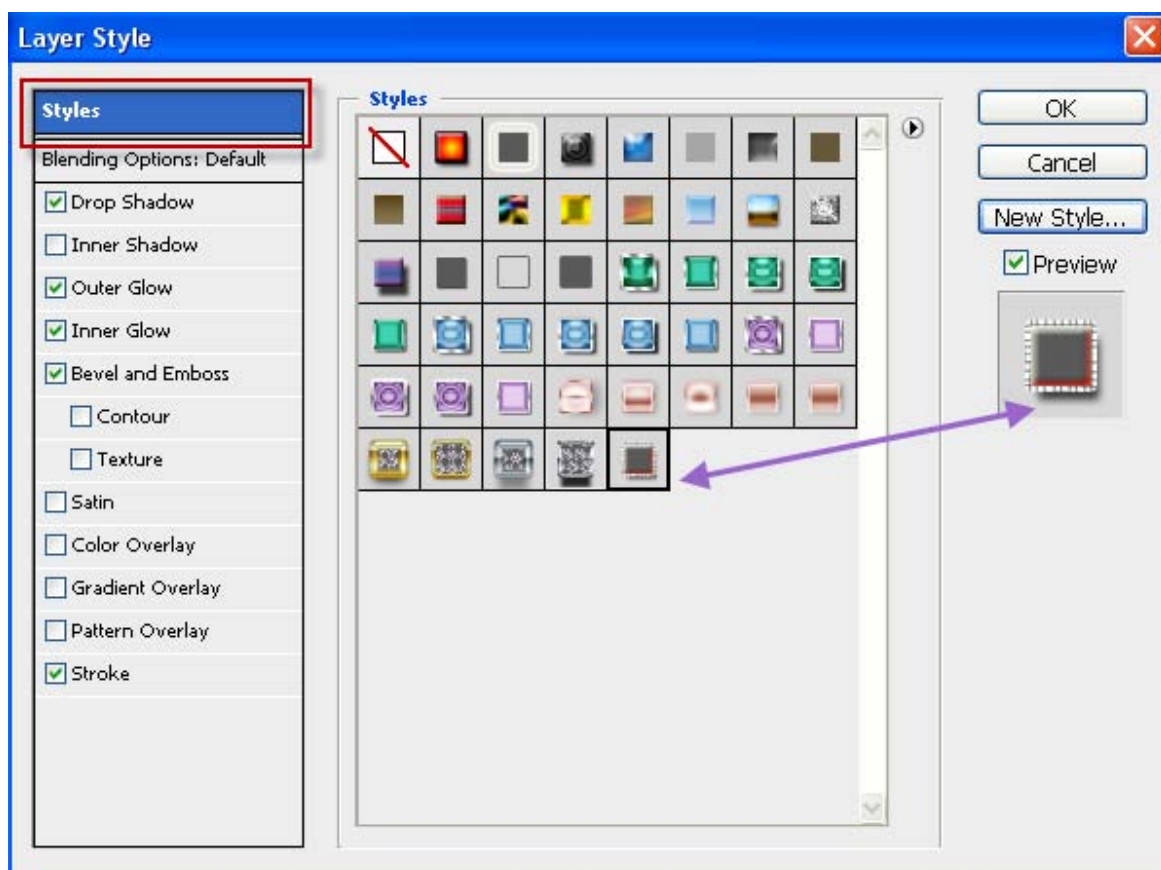 Layer Style
Styles
Blending Options: Default
Drop Shadow
Inner Shadow
Outer Glow
Inner Glow
Bevel and Emboss
Contour
Texture
Satin
Color Overlay
Gradient Overlay
Pattern Overlay
Stroke
Styles
OK
Cancel
New Style...
Preview